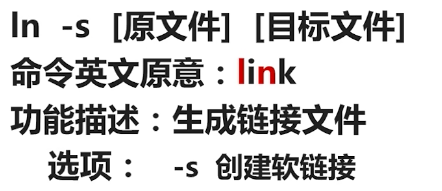 ln -s [原文件] [目标文件]
命令英文原意：link
功能描述：生成链接文件
选项： -s 创建软链接